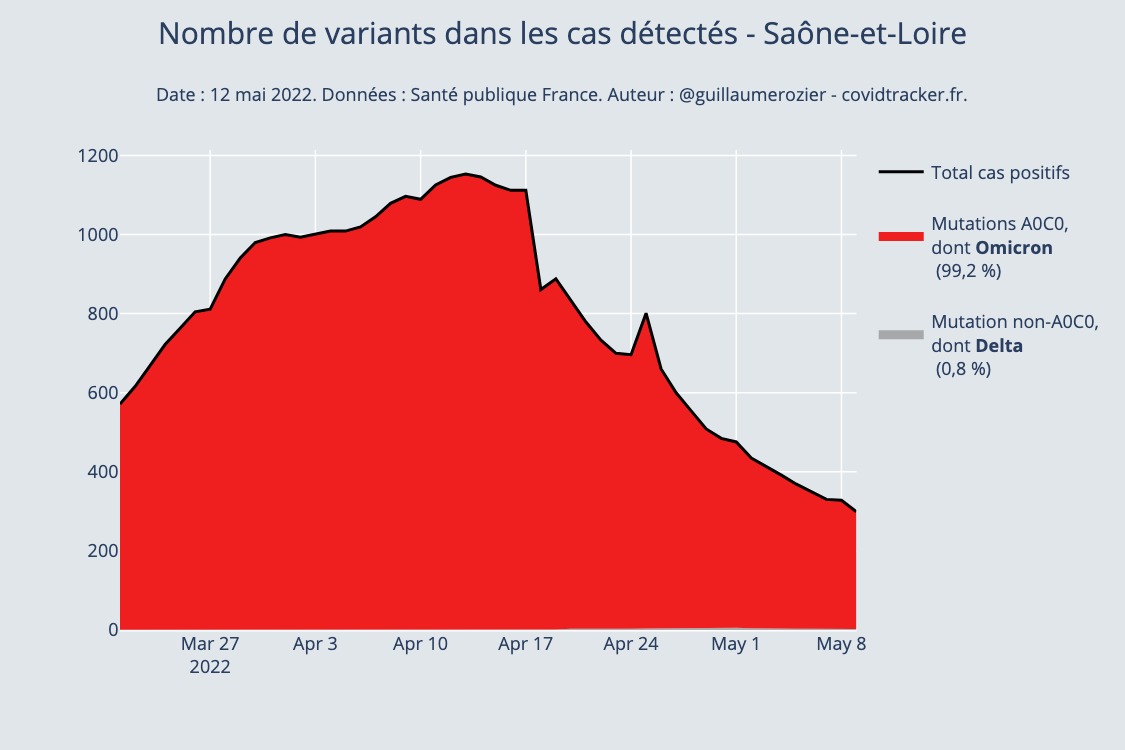 Nombre de variants dans les cas détectés - Saône-et-Loire
Date : 12 mai 2022. Données : Santé publique France. Auteur : @guillaumerozier - covidtracker.fr.
1200
1000
800
600
400
200
0
Mar 27
2022
Apr 3
Apr 10
Apr 17
Apr 24
May 1
May 8
Total cas positifs
Mutations A0C0,
dont Omicron
(99,2 %)
Mutation non-A0C0,
dont Delta
(0,8 %)